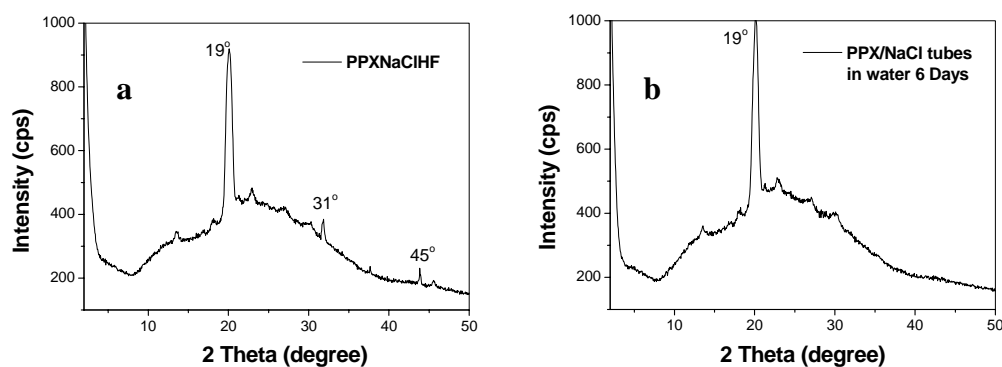 1000
800
600
400
200
Intensity (cps)
a
19°
31°
45°
PPXNaClHF
10 20 30 40 50
2 Theta (degree)
1000
800
600
400
200
Intensity (cps)
b
19°
PPX/NaCl tubes
in water 6 Days
10 20 30 40 50
2 Theta (degree)